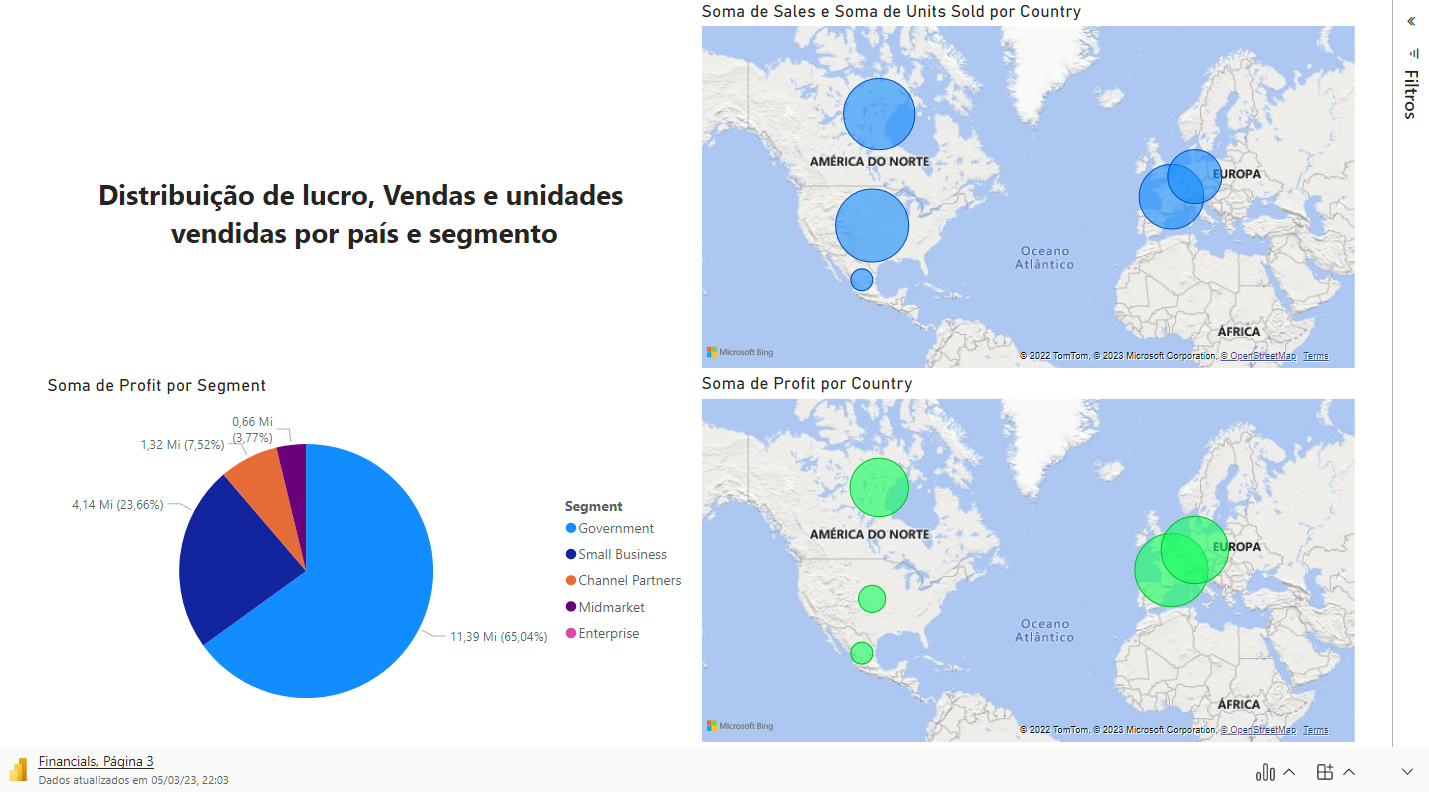 Soma de Sales e Soma de Units Sold por Country
AMÉRICA DO NORTE
EUROPA
Oceano
Atlântico
ÁFRICA
Microsoft Bing
© 2022 TomTom, © 2023 Microsoft Corporation, © OpenStreetMap Terms
Filtros
Distribuição de lucro, Vendas e unidades
vendidas por país e segmento
Soma de Profit por Segment
0,66 Mi
(3,77%)
1,32 Mi (7,52%)
4,14 Mi (23,66%)
11,39 Mi (65,04%)
Segment
Government
Small Business
Channel Partners
Midmarket
Enterprise
Soma de Profit por Country
AMÉRICA DO NORTE
EUROPA
Oceano
Atlântico
ÁFRICA
Microsoft Bing
© 2022 TomTom, © 2023 Microsoft Corporation, © OpenStreetMap Terms
Financials, Página 3
Dados atualizados em 05/03/23, 22:03